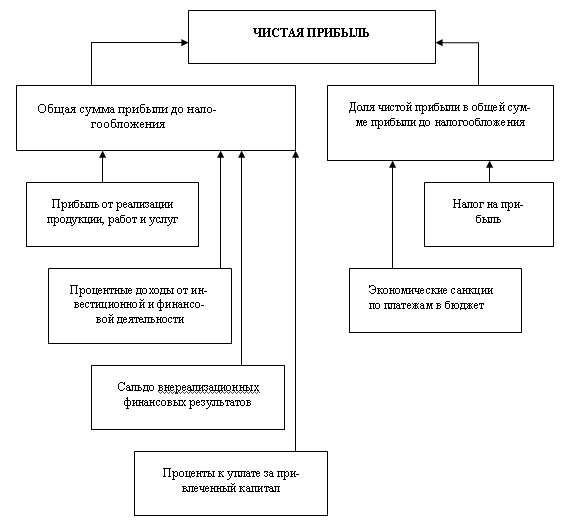 ЧИСТАЯ ПРИБЫЛЬ
Общая сумма прибыли до нало-
гообложения
Доля чистой прибыли в общей сум-
ме прибыли до налогообложения
Прибыль от реализации
продукции, работ и услуг
Налог на при-
быль
Процентные доходы от ин-
вестиционной и финансо-
вой деятельности
Экономические санкции
по платежам в бюджет
Сальдо внереализационных
финансовых результатов
Проценты к уплате за при-
влеченный капитал